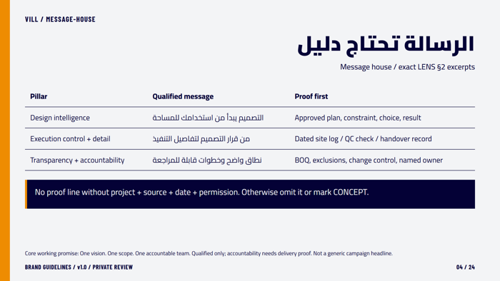 VILL / MESSAGE-HOUSE
الرسالة تحتاج دليل
Message house / exact LENS §2 excerpts
Pillar Qualified message Proof first
Design intelligence التصميم يبدأ من استخدامك للمساحة Approved plan, constraint, choice, result
Execution control + detail من قرار التصميم لتفاصيل التنفيذ Dated site log / QC check / handover record
Transparency + accountability نطاق واضح وخطوات قابلة للمراجعة BOQ, exclusions, change control, named owner
No proof line without project + source + date + permission. Otherwise omit it or mark CONCEPT.
Core working promise: One vision. One scope. One accountable team. Qualified only; accountability needs delivery proof. Not a generic campaign headline.
BRAND GUIDELINES / v1.0 / PRIVATE REVIEW 04 / 24